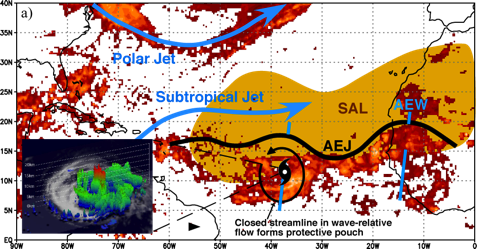 40N
a)
35N
Polar Jet
30N
25N
Subtropical Jet
SAL
AEW
20N
AEJ
15N
10N
5N
Closed streamline in wave-relative
flow forms protective pouch
EQ
90W 80W 70W 60W 50W 40W 30W 20W 10W 0